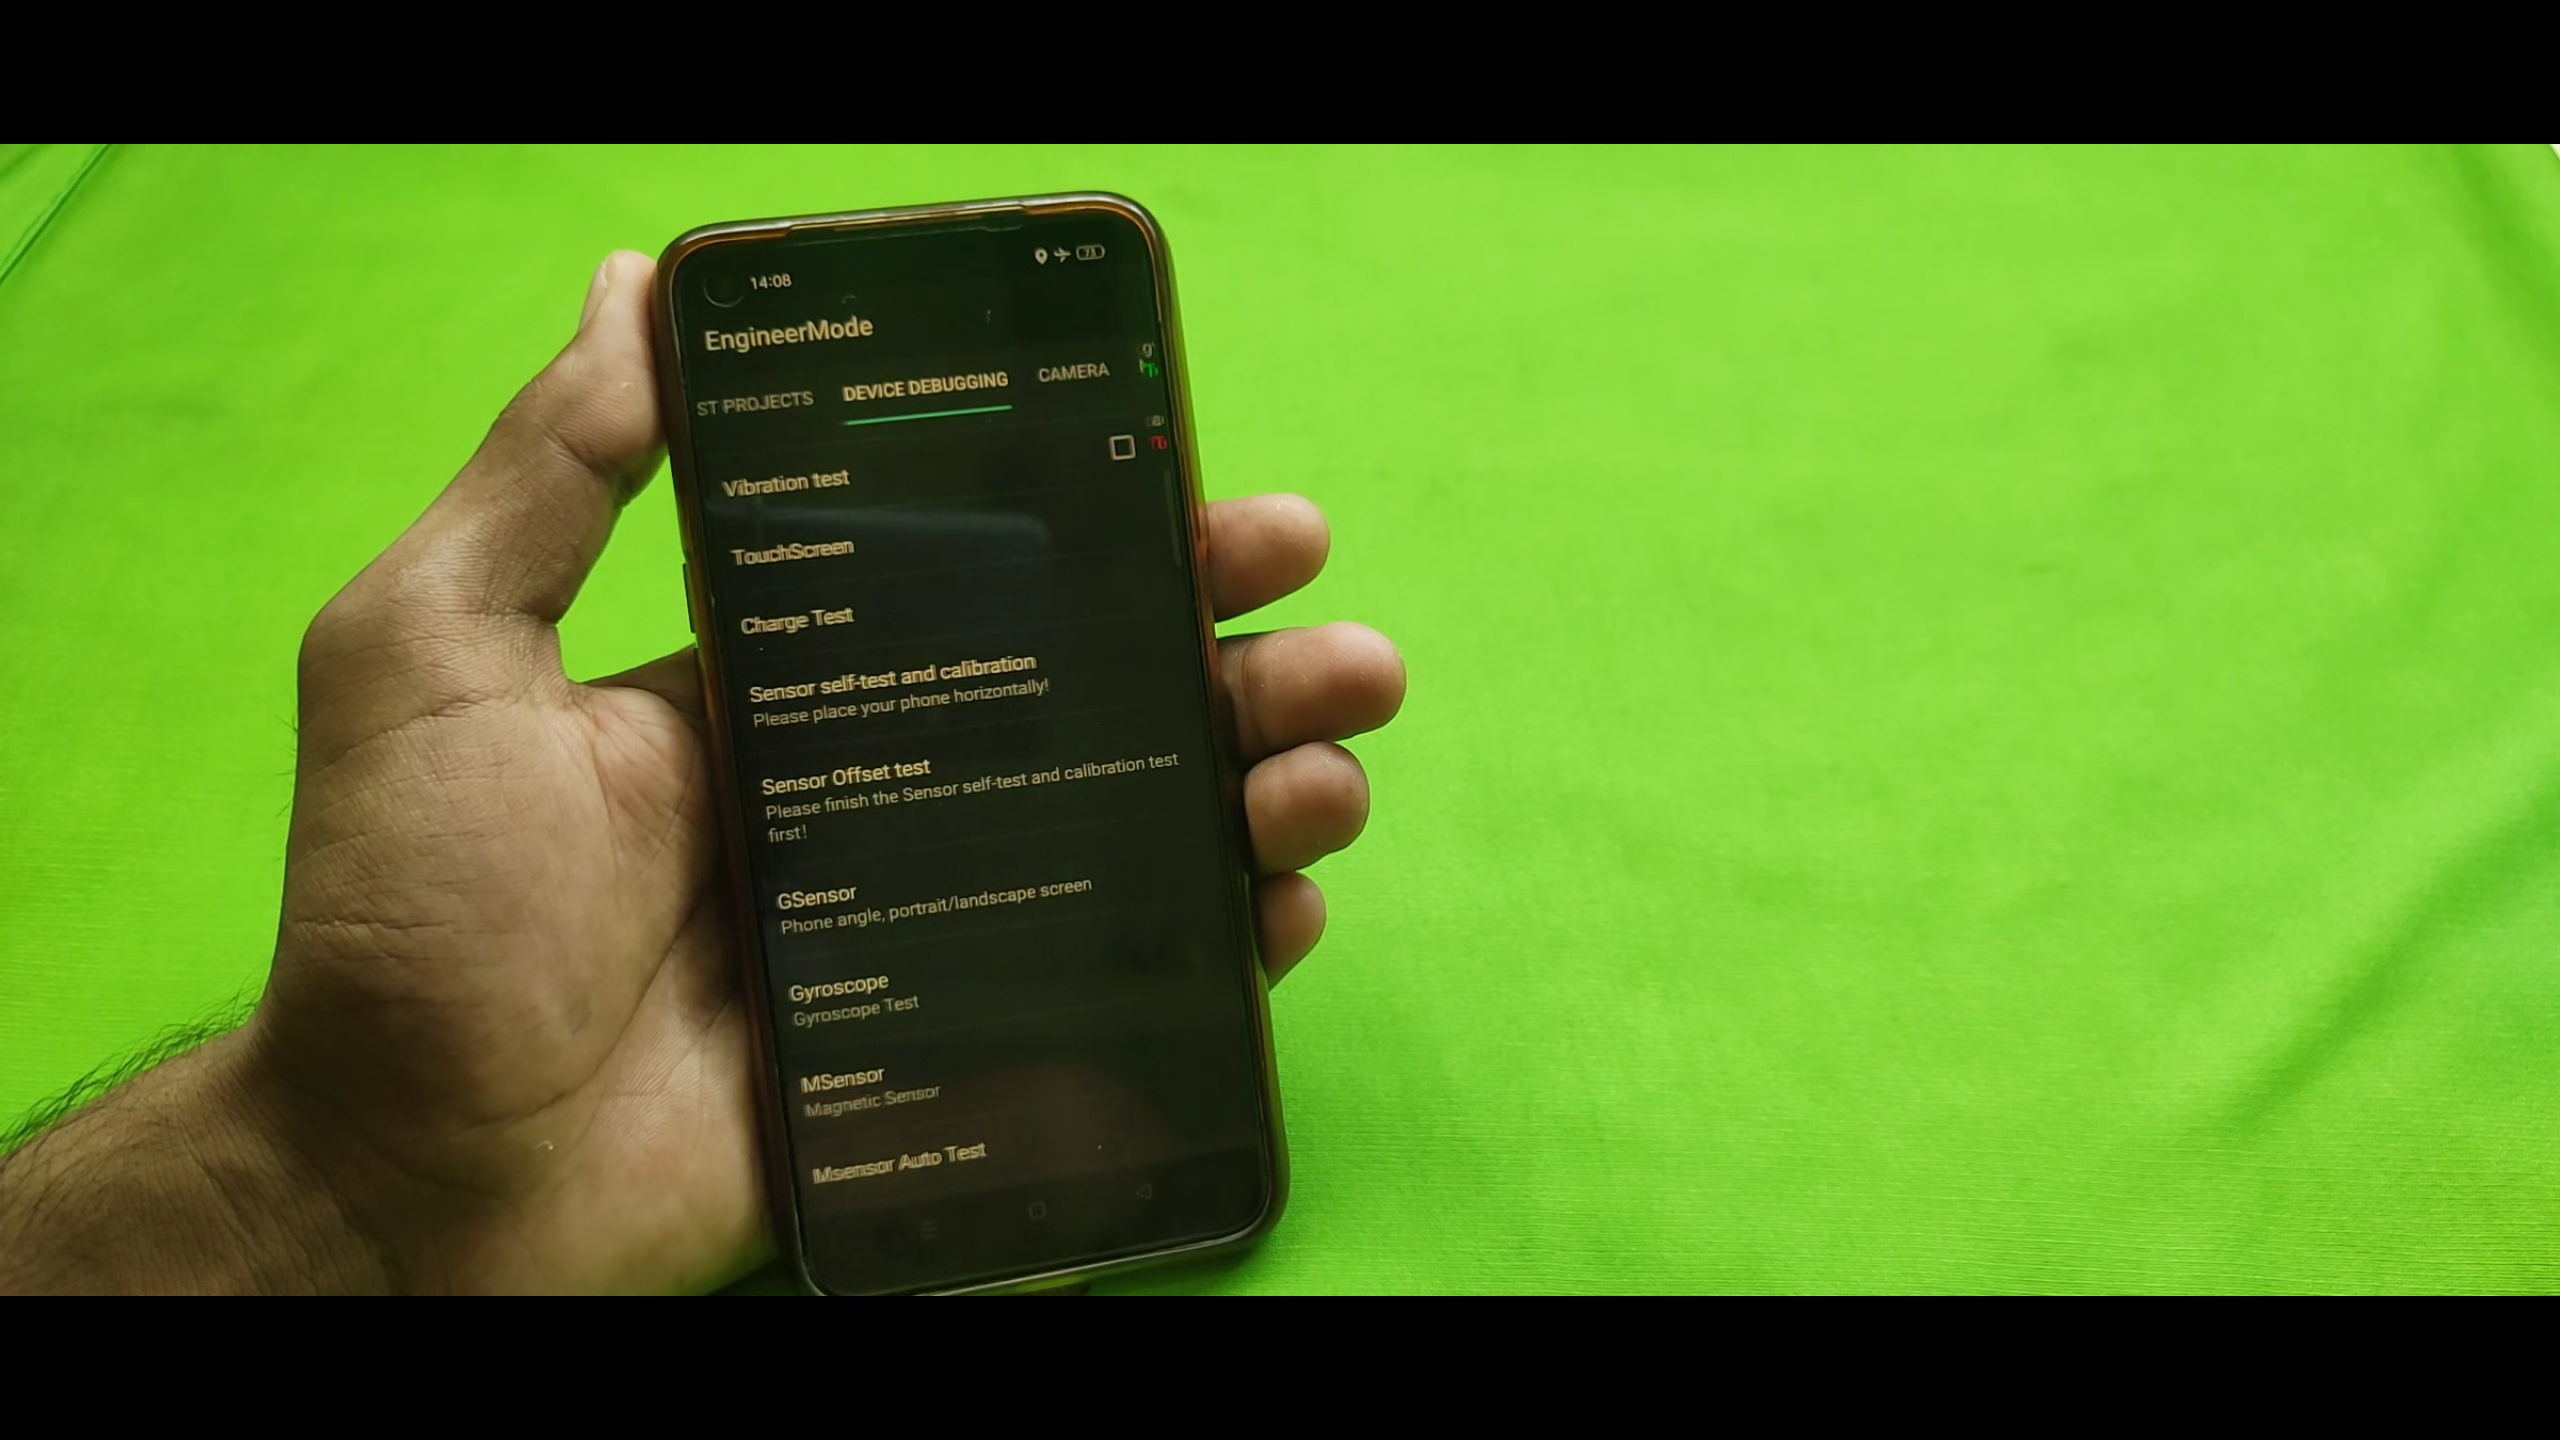 14:08
73
EngineerMode
ST PROJECTS DEVICE DEBUGGING CAMERA
Vibration test
TouchScreen
Charge Test
Sensor self-test and calibration
Please place your phone horizontally!
Sensor Offset test
Please finish the Sensor self-test and calibration test
first!
GSensor
Phone angle, portrait/landscape screen
Gyroscope
Gyroscope Test
MSensor
Magnetic Sensor
Msensor Auto Test